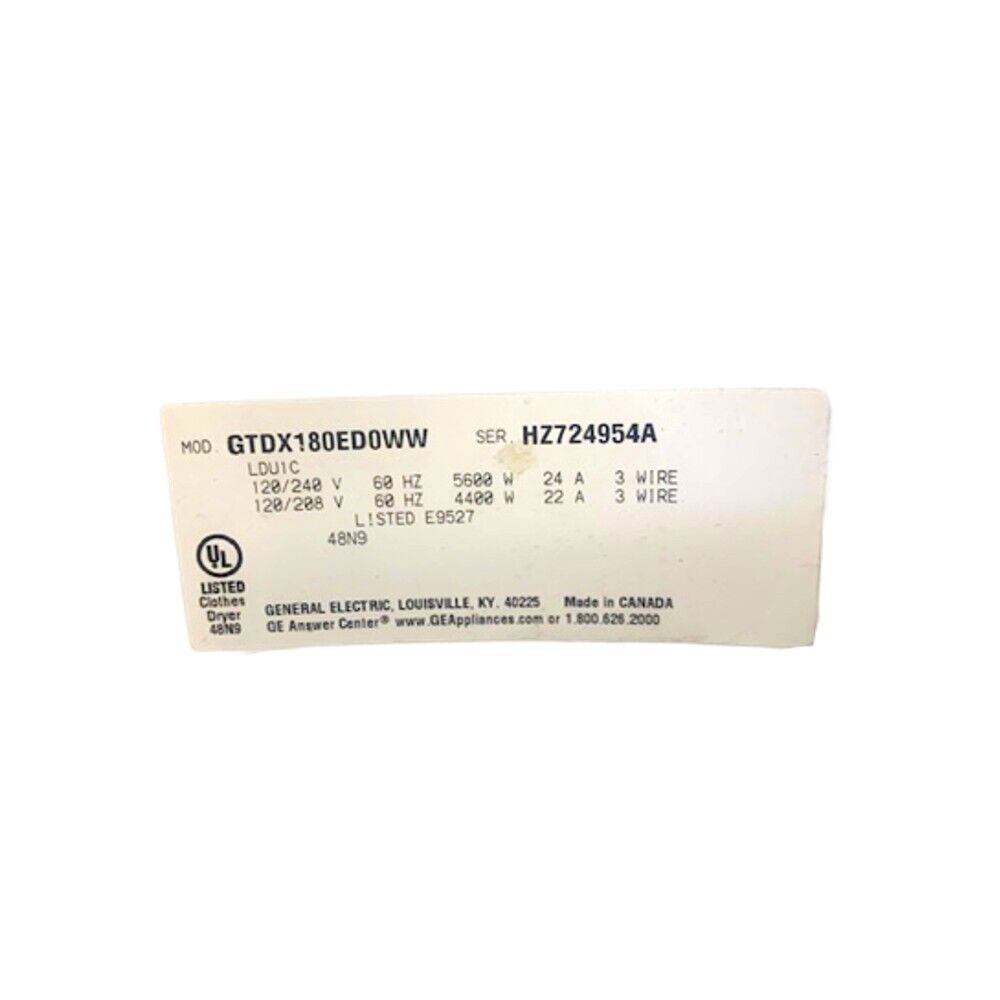 MOD. GTDX180ED0WW SER. HZ724954A
LDU1C
120/240 V 60 HZ 5600 W 24 A 3 WIRE
120/208 V 60 HZ 4400 W 22 A 3 WIRE
L!STED E9527
48N9
UL
LISTED
Clothes
Dryer
48N9
GENERAL ELECTRIC, LOUISVILLE, KY. 40225 Made in CANADA
GE Answer Center® www.GEAppliances.com or 1.800.626.2000